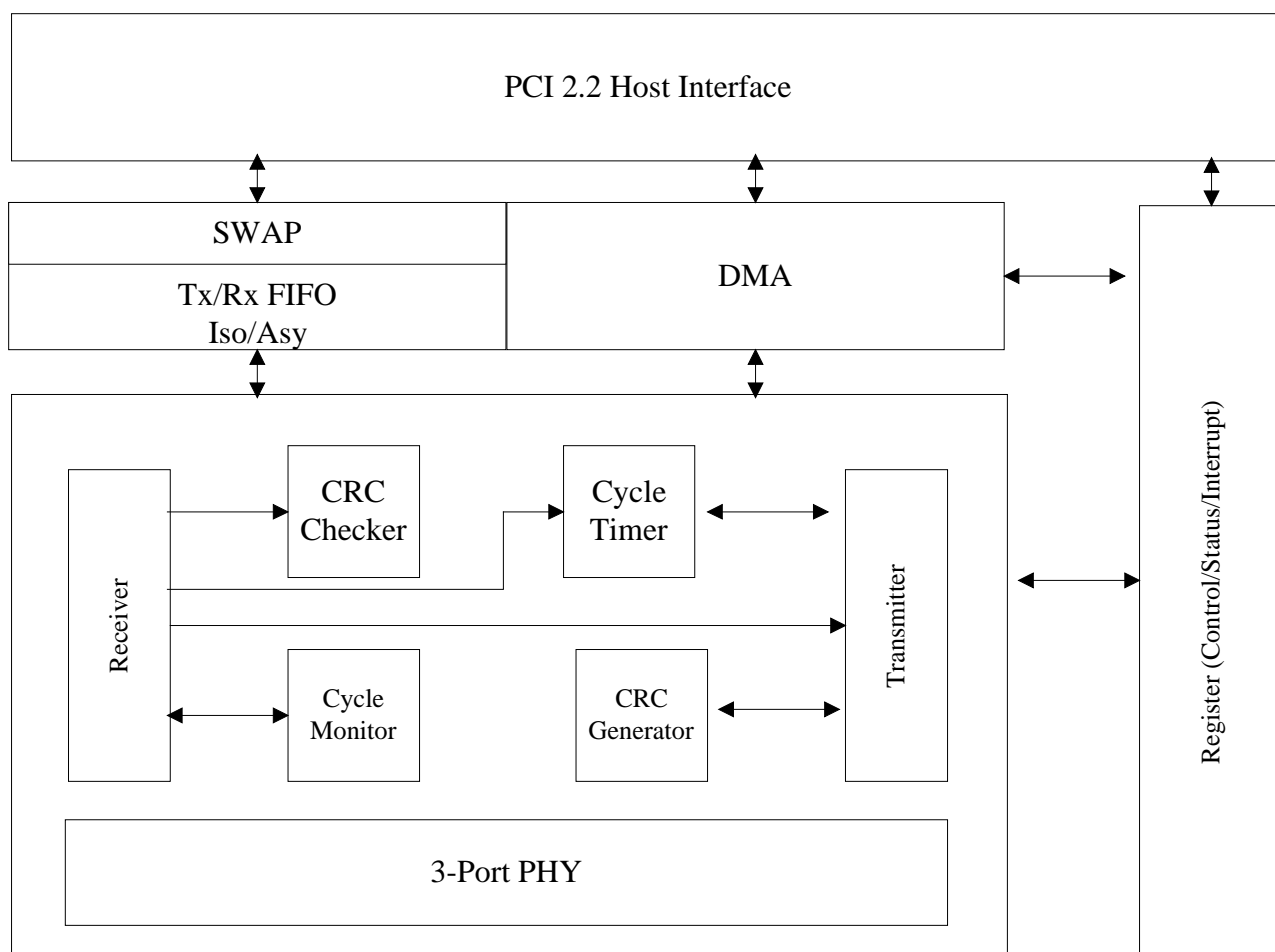 PCI 2.2 Host Interface
SWAP
Tx/Rx FIFO
Iso/Asy
DMA
Register (Control/Status/Interrupt)
Receiver
CRC
Checker
Cycle
Timer
Transmitter
Cycle
Monitor
CRC
Generator
3-Port PHY